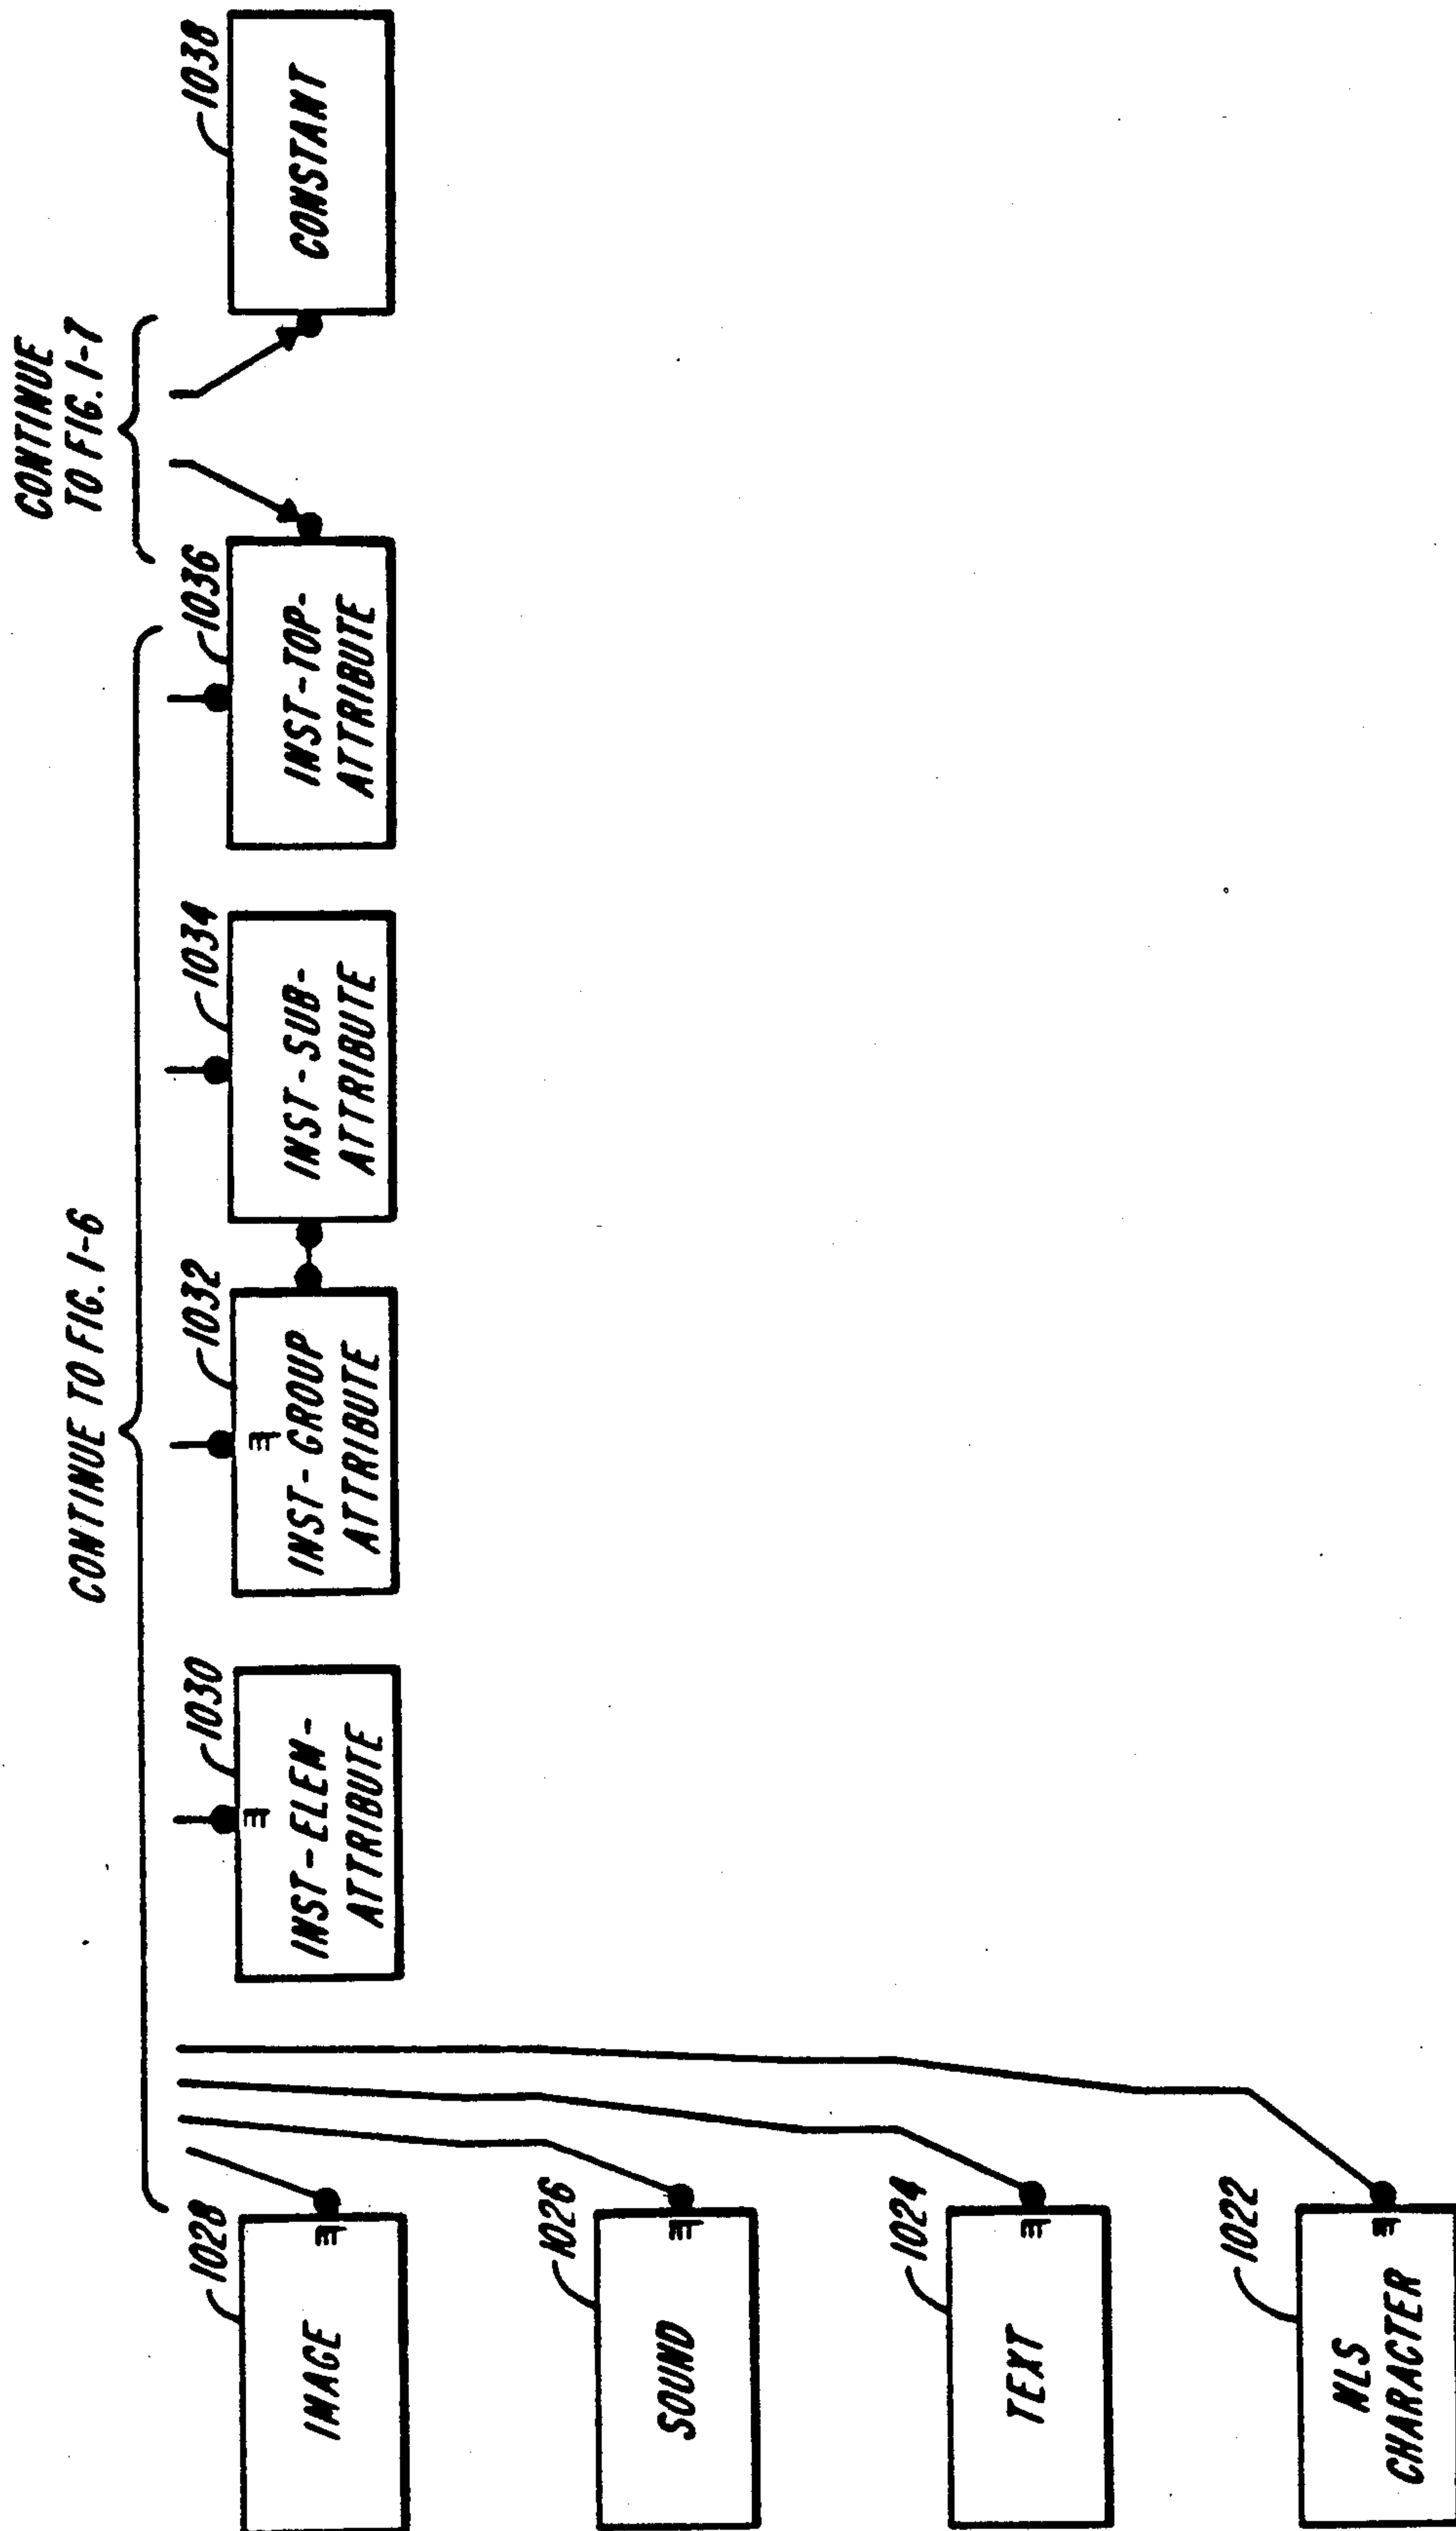 CONTINUE TO FIG. 1-6
CONTINUE
TO FIG. 1-7
1028
IMAGE
E
1030
E
INST-ELEM-
ATTRIBUTE
1032
E
INST-GROUP
ATTRIBUTE
1034
INST-SUB-
ATTRIBUTE
1036
INST-TOP-
ATTRIBUTE
1038
CONSTANT
1026
SOUND
E
1024
TEXT
E
1022
NLS
CHARACTER
E